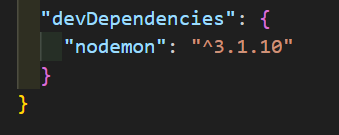 "devDependencies": {
"nodemon": "^3.1.10"
}
}